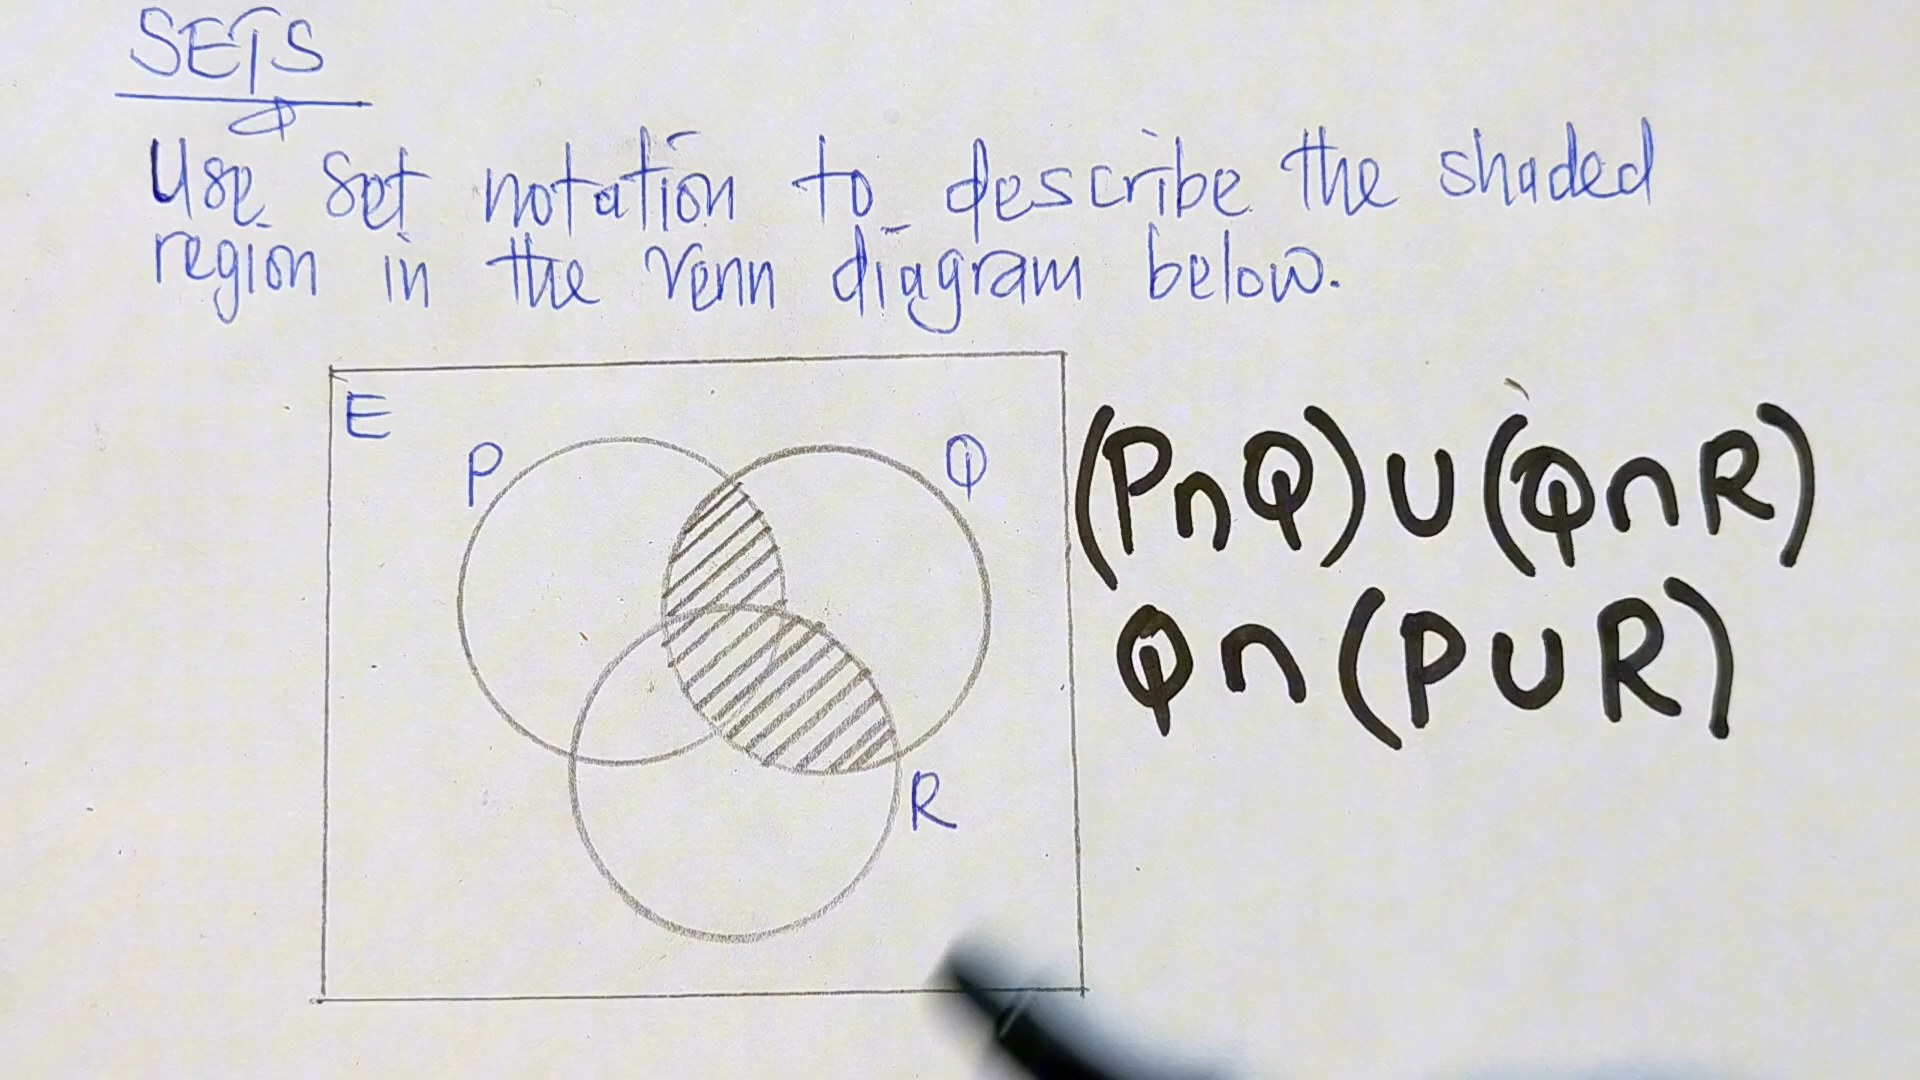 SETS
Use set notation to describe the shaded
region in the Venn diagram below.
E
P
Q
R
(P∩Q)∪(Q∩R)
Q∩(P∪R)